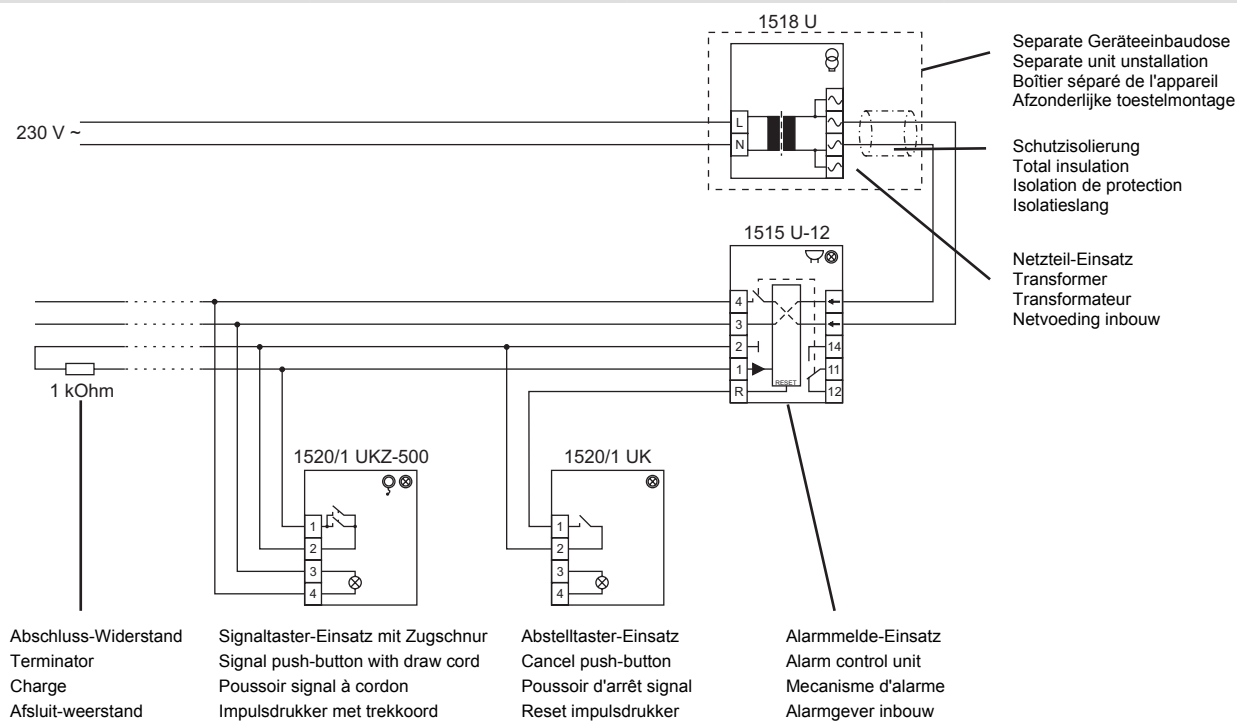 1518 U
Separate Geräteeinbaudose
Separate unit unstallation
Boîtier séparé de l'appareil
Afzonderlijke toestelmontage
230 V ~
L
N
Schutzisolierung
Total insulation
Isolation de protection
Isolatieslang
1515 U-12
Netzteil-Einsatz
Transformer
Transformateur
Netvoeding inbouw
4
3
2
1
R
RESET
14
11
12
1 kOhm
1520/1 UKZ-500
1
2
3
4
1520/1 UK
1
2
3
4
Abschluss-Widerstand
Terminator
Charge
Afsluit-weerstand
Signaltaster-Einsatz mit Zugschnur
Signal push-button with draw cord
Poussoir signal à cordon
Impulsdrukker met trekkoord
Abstelltaster-Einsatz
Cancel push-button
Poussoir d'arrêt signal
Reset impulsdrukker
Alarmmelde-Einsatz
Alarm control unit
Mecanisme d'alarme
Alarmgever inbouw